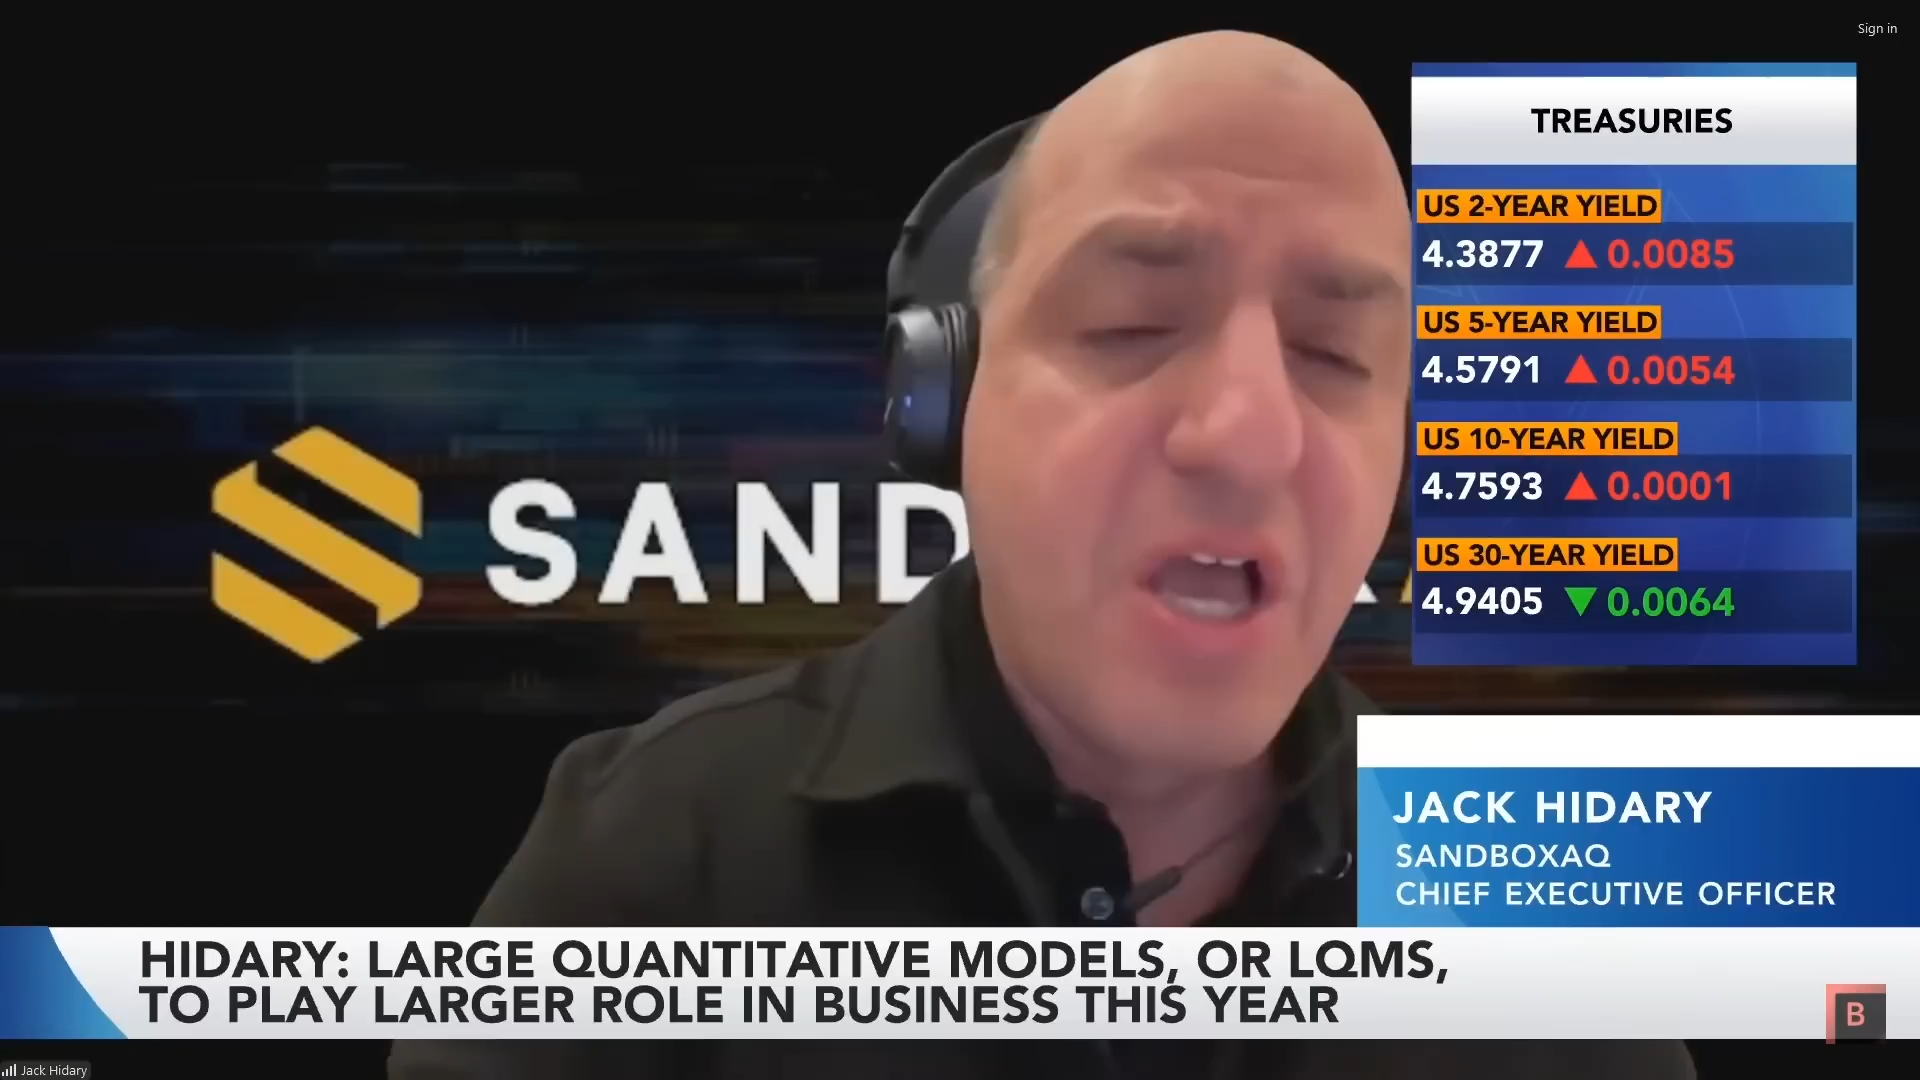 Sign in
TREASURIES
US 2-YEAR YIELD
4.3877 ▲ 0.0085
US 5-YEAR YIELD
4.5791 ▲ 0.0054
US 10-YEAR YIELD
4.7593 ▲ 0.0001
US 30-YEAR YIELD
4.9405 ▼ 0.0064
SAND
JACK HIDARY
SANDBOXAQ
CHIEF EXECUTIVE OFFICER
HIDARY: LARGE QUANTITATIVE MODELS, OR LQMS,
TO PLAY LARGER ROLE IN BUSINESS THIS YEAR
B
Jack Hidary